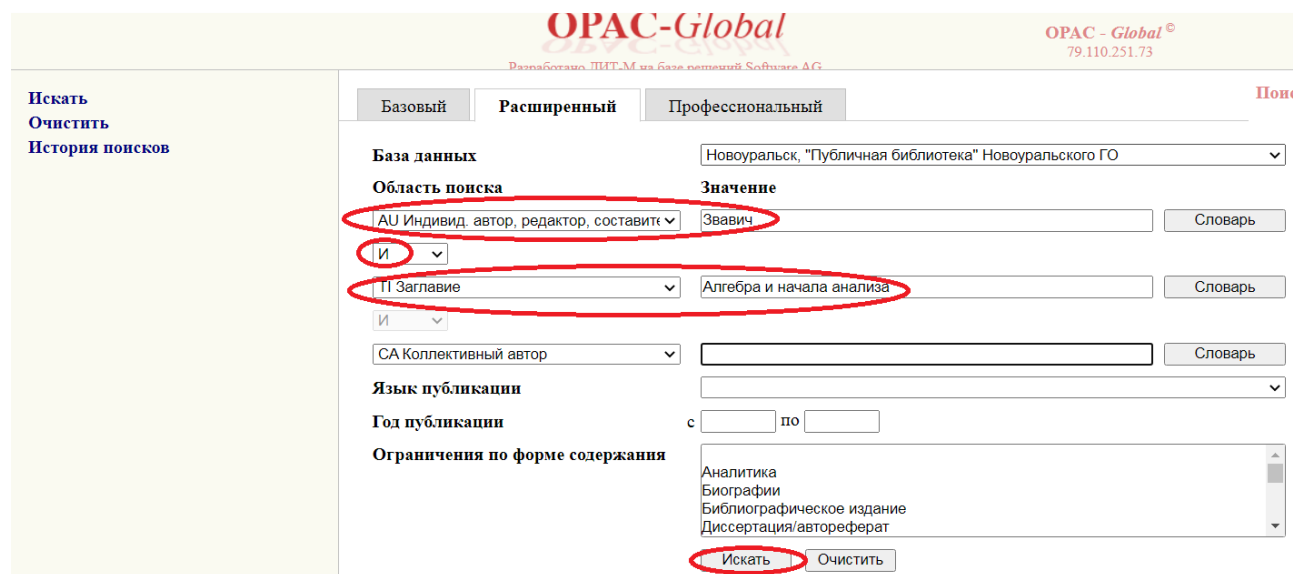 OPAC-Global
Разработано ЛИТ-М на базе решений Software AG
OPAC - Global ©
79.110.251.73
Искать
Очистить
История поисков
Базовый Расширенный Профессиональный
База данных Новоуральск, "Публичная библиотека" Новоуральского ГО
Область поиска Значение
AU Индивид. автор, редактор, составите Звавич Словарь
И
TI Заглавие Алгебра и начала анализа Словарь
И
CA Коллективный автор Словарь
Язык публикации
Год публикации с по
Ограничения по форме содержания
Аналитика
Биографии
Библиографическое издание
Диссертация/автореферат
Искать Очистить